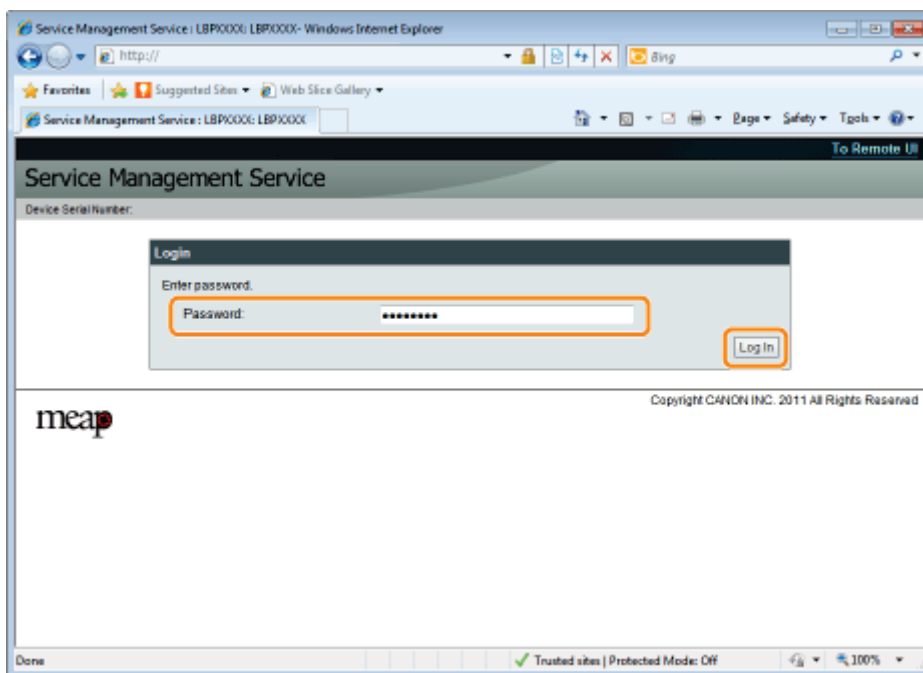 Service Management Service : LBPXXXX: LBPXXXX- Windows Internet Explorer
http://
Bing
Favorites Suggested Sites Web Slice Gallery
Service Management Service : LBPXXXX: LBPXXXX Page Safety Tools
To Remote UI
Service Management Service
Device Serial Number:
Login
Enter password.
Password: ••••••••
Log In
Copyright CANON INC. 2011 All Rights Reserved
meap
Done Trusted sites | Protected Mode: Off 100%